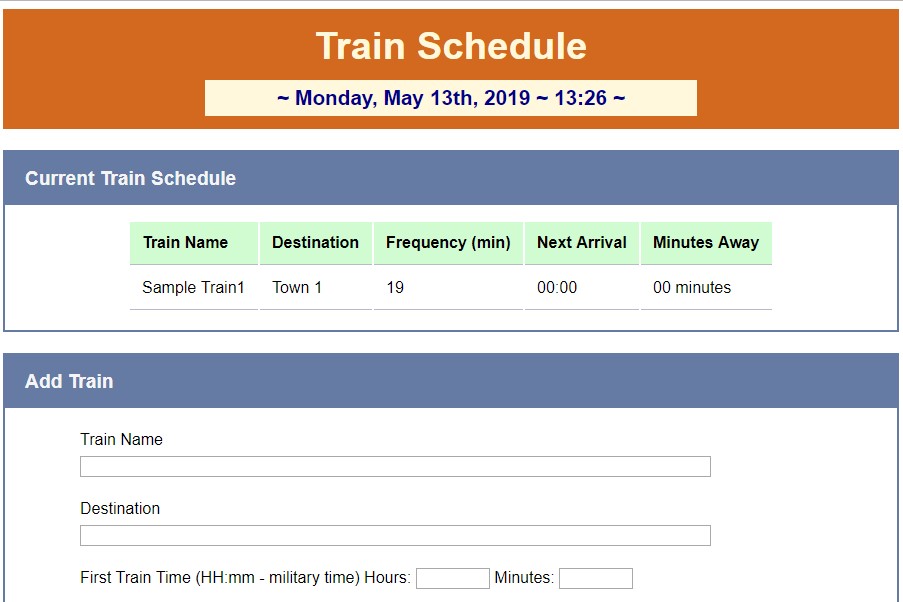 Train Schedule
~ Monday, May 13th, 2019 ~ 13:26 ~
Current Train Schedule
Train Name Destination Frequency (min) Next Arrival Minutes Away
Sample Train1 Town 1 19 00:00 00 minutes
Add Train
Train Name
Destination
First Train Time (HH:mm - military time) Hours: Minutes: